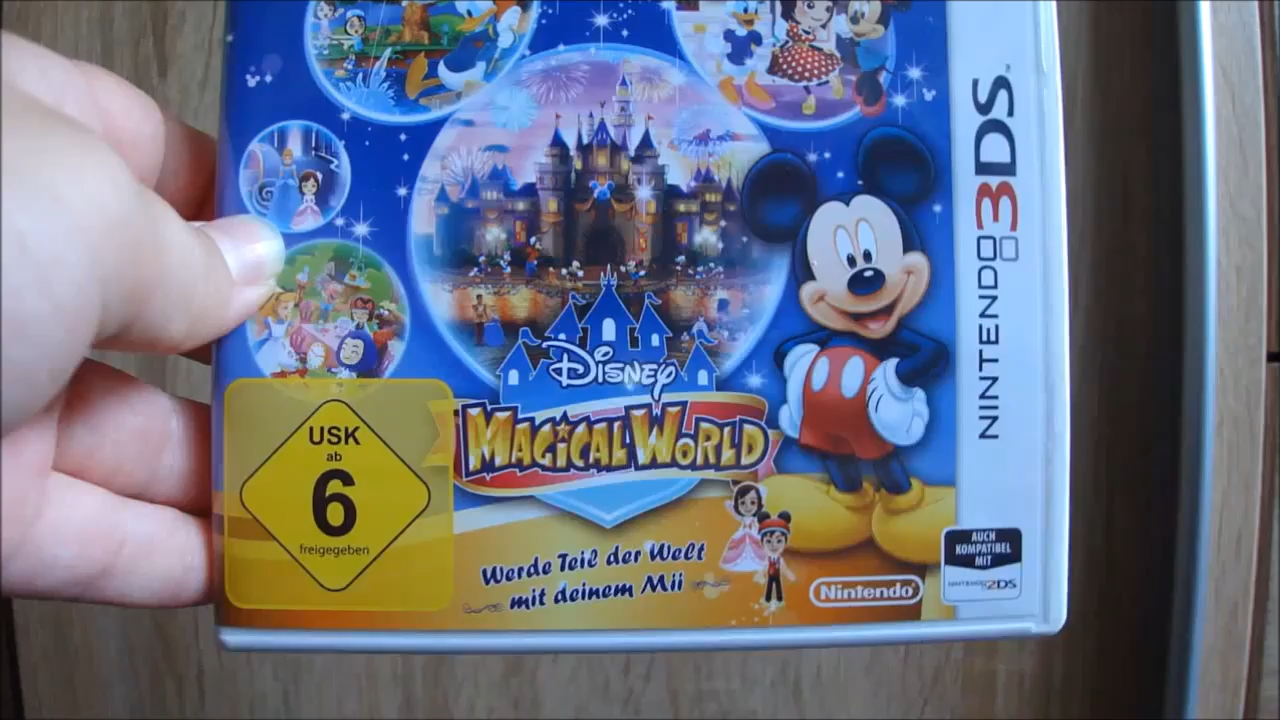 NINTENDO 3DS™
DISNEY
MAGICAL WORLD
USK
ab
6
freigegeben
Werde Teil der Welt
mit deinem Mii
Nintendo®
AUCH
KOMPATIBEL
MIT
NINTENDO 2DS